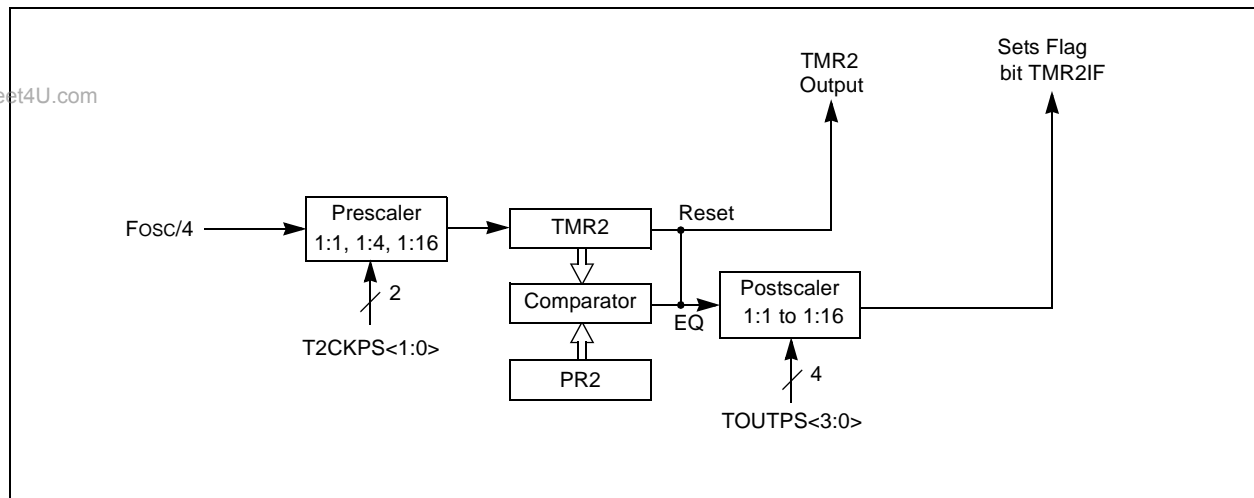 eet4U.com
TMR2
Output
Sets Flag
bit TMR2IF
FOSC/4
Prescaler
1:1, 1:4, 1:16
2
T2CKPS<1:0>
TMR2
Reset
Comparator
EQ
PR2
Postscaler
1:1 to 1:16
4
TOUTPS<3:0>